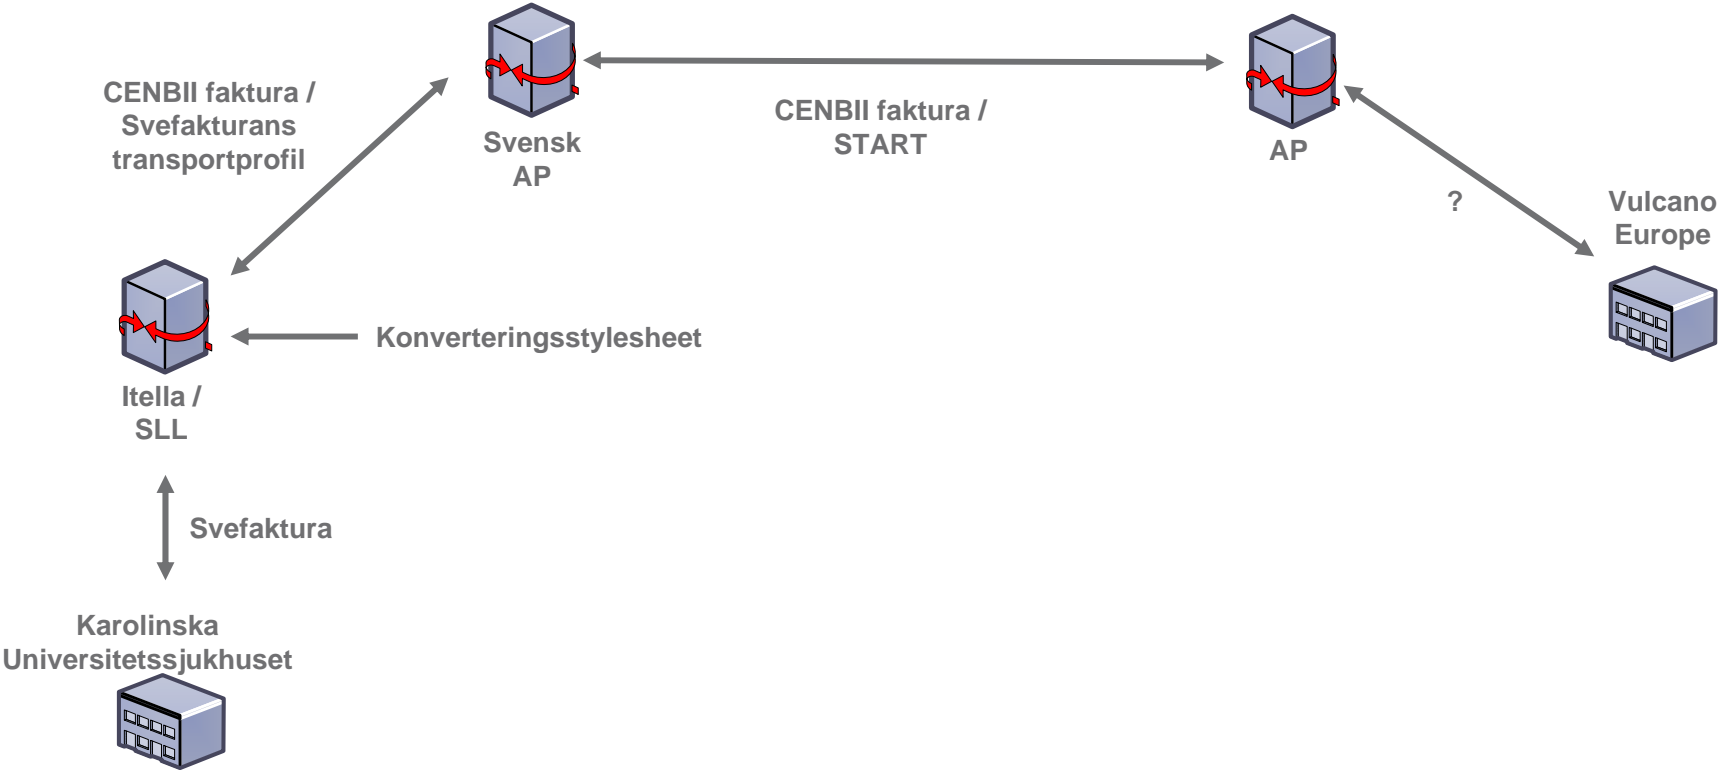 CENBII faktura /
Svefakturans
transportprofil
Svensk
AP
CENBII faktura /
START
AP
?
Vulcano
Europe
Konverteringsstylesheet
Itella /
SLL
Svefaktura
Karolinska
Universitetssjukhuset